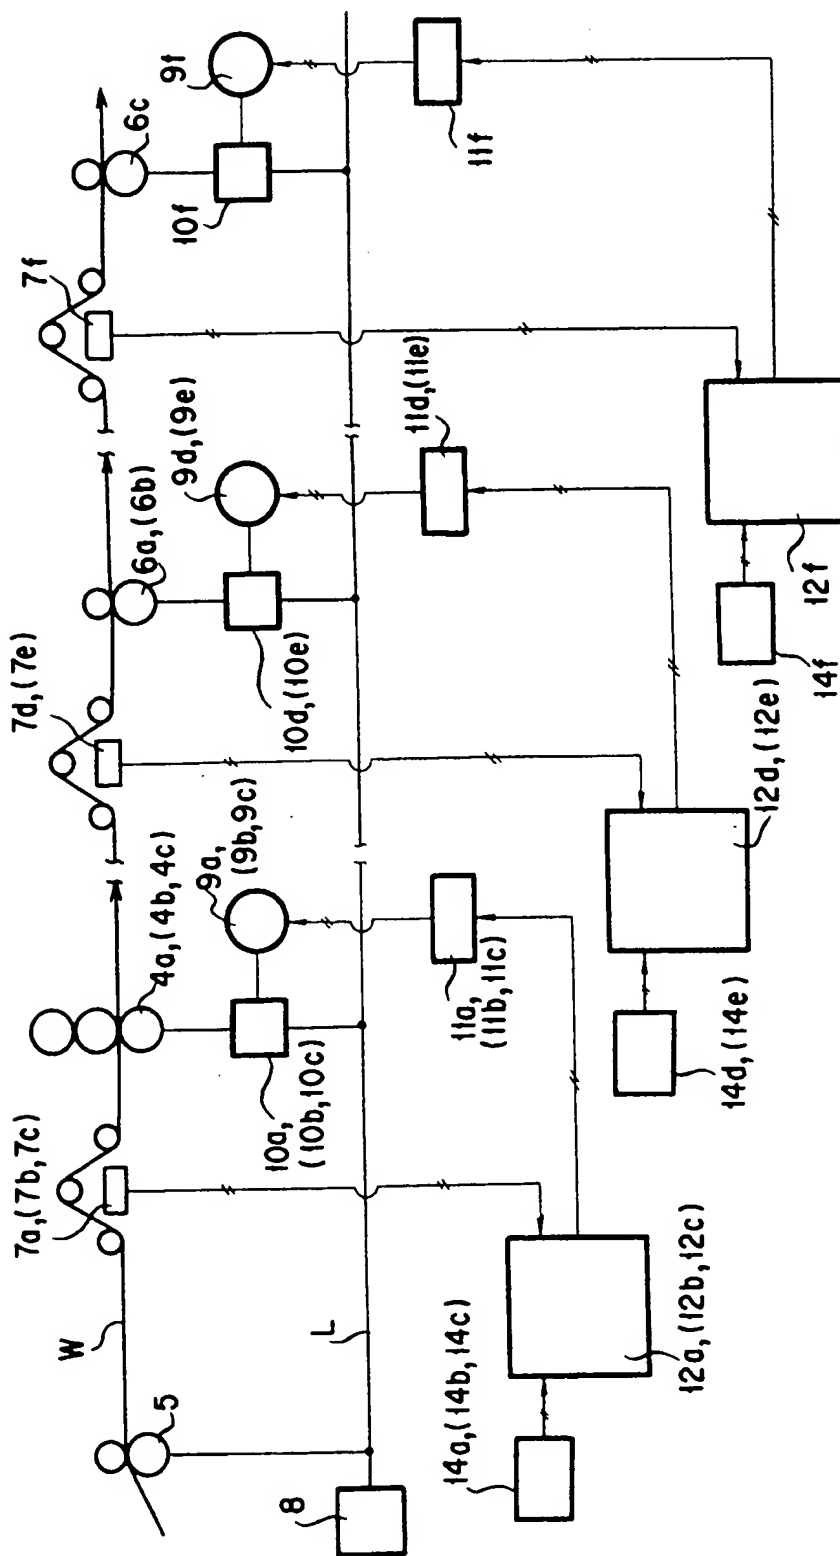 W
5
8
L
7a,(7b,7c)
4a,(4b,4c)
9a,
(9b,9c)
10a,
(10b,10c)
11a,
(11b,11c)
12a,(12b,12c)
14a,(14b,14c)
7d,(7e)
6a,(6b)
9d,(9e)
10d,(10e)
11d,(11e)
12d,(12e)
14d,(14e)
7f
6c
9f
10f
11f
12f
14f